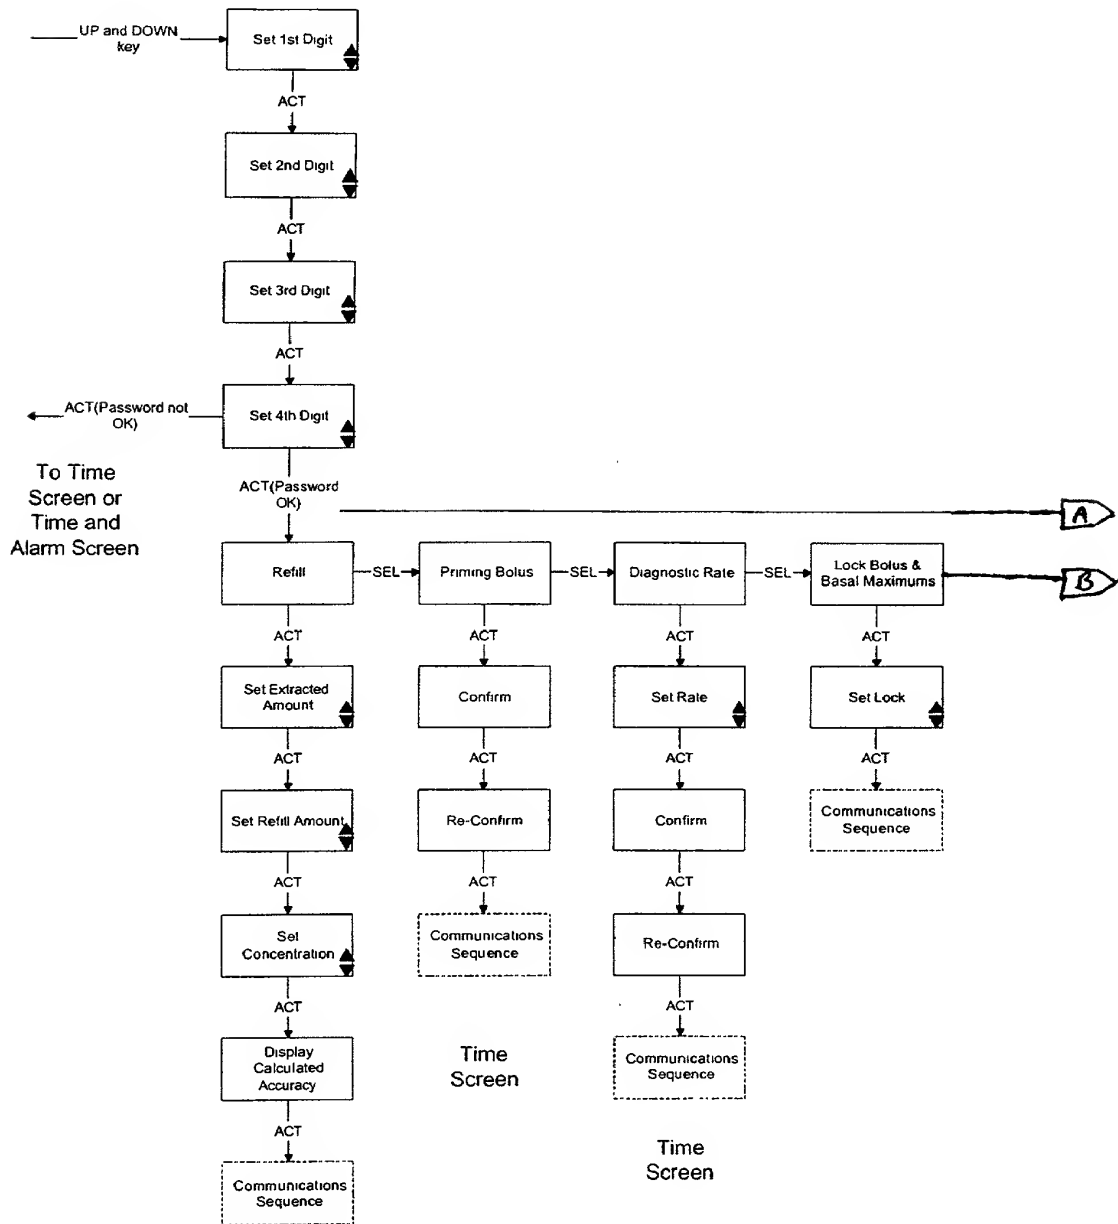 UP and DOWN
key
Set 1st Digit
ACT
Set 2nd Digit
ACT
Set 3rd Digit
ACT
ACT(Password not
OK)
Set 4th Digit
To Time
Screen or
Time and
Alarm Screen
ACT(Password
OK)
A
Refill
SEL
Priming Bolus
SEL
Diagnostic Rate
SEL
Lock Bolus &
Basal Maximums
B
ACT
ACT
ACT
ACT
Set Extracted
Amount
Confirm
Set Rate
Set Lock
ACT
ACT
ACT
ACT
Set Refill Amount
Re-Confirm
Confirm
Communications
Sequence
ACT
ACT
ACT
Set
Concentration
Communications
Sequence
Re-Confirm
ACT
ACT
Display
Calculated
Accuracy
Time
Screen
Communications
Sequence
ACT
Time
Screen
Communications
Sequence